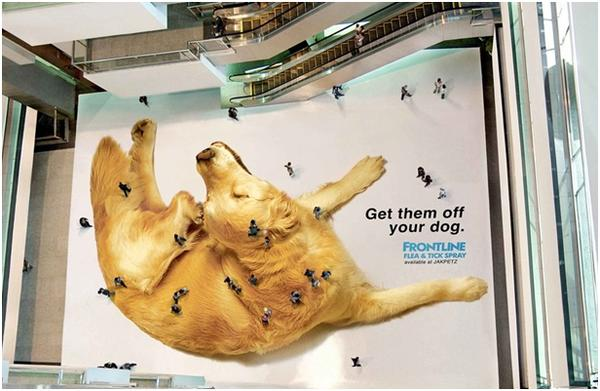 Get them off
your dog.
FRONTLINE
FLEA & TICK SPRAY
available at JAKPETZ